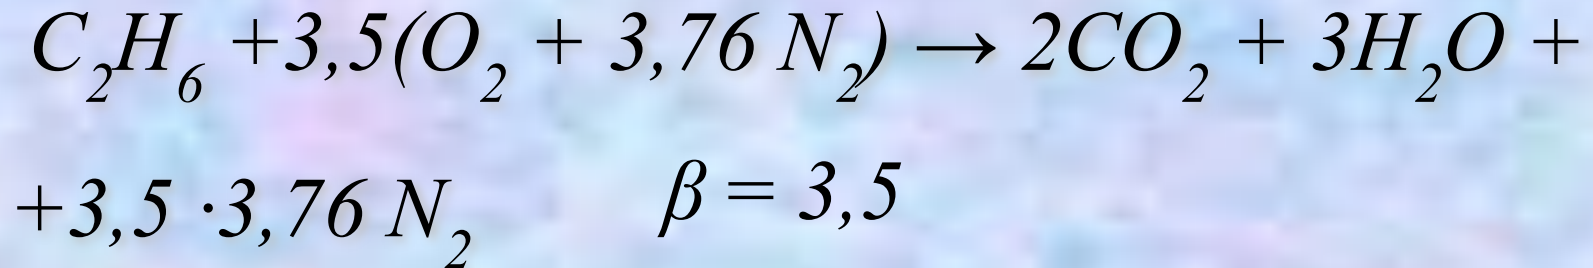 C₂H₆ +3,5(O₂ + 3,76 N₂) → 2CO₂ + 3H₂O +
+3,5 ·3,76 N₂ β = 3,5